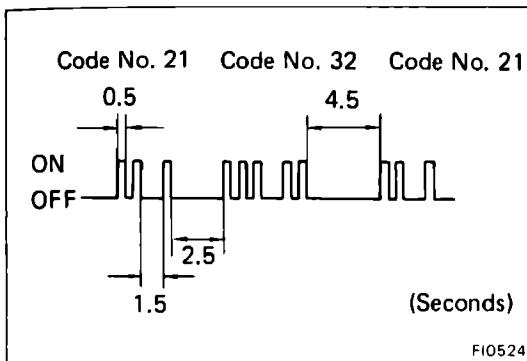 Code No. 21 Code No. 32 Code No. 21
0.5 4.5
ON
OFF
2.5
1.5
(Seconds)
FI0524